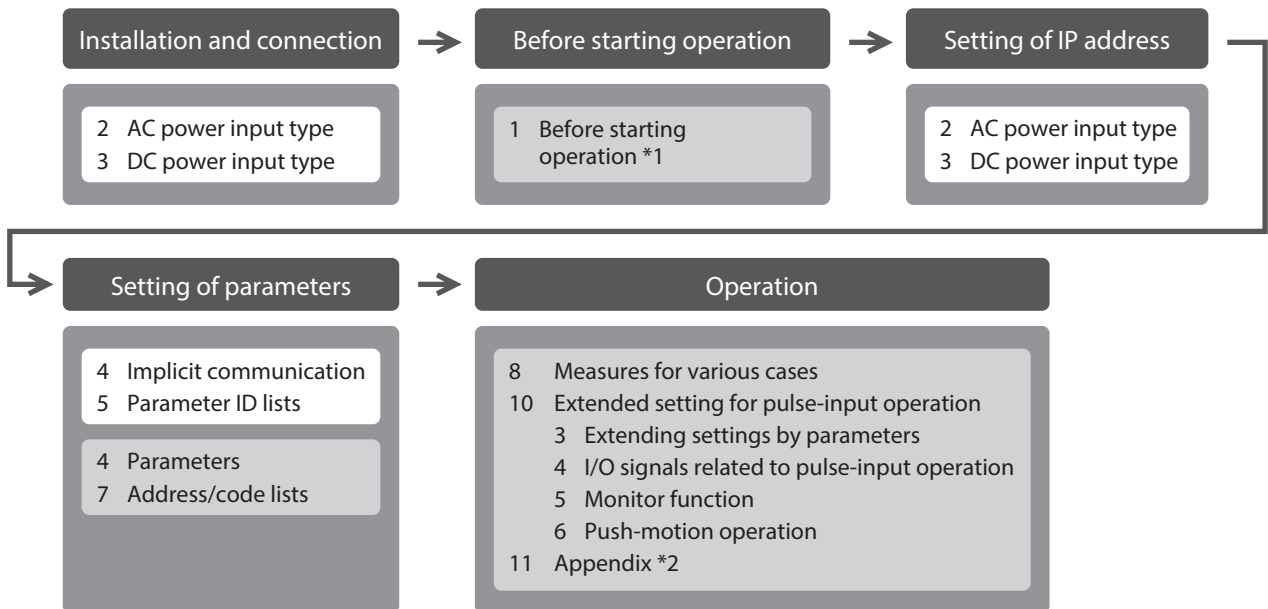 Installation and connection
Before starting operation
Setting of IP address
2 AC power input type
3 DC power input type
1 Before starting
operation *1
2 AC power input type
3 DC power input type
Setting of parameters
Operation
4 Implicit communication
5 Parameter ID lists
4 Parameters
7 Address/code lists
8 Measures for various cases
10 Extended setting for pulse-input operation
3 Extending settings by parameters
4 I/O signals related to pulse-input operation
5 Monitor function
6 Push-motion operation
11 Appendix *2